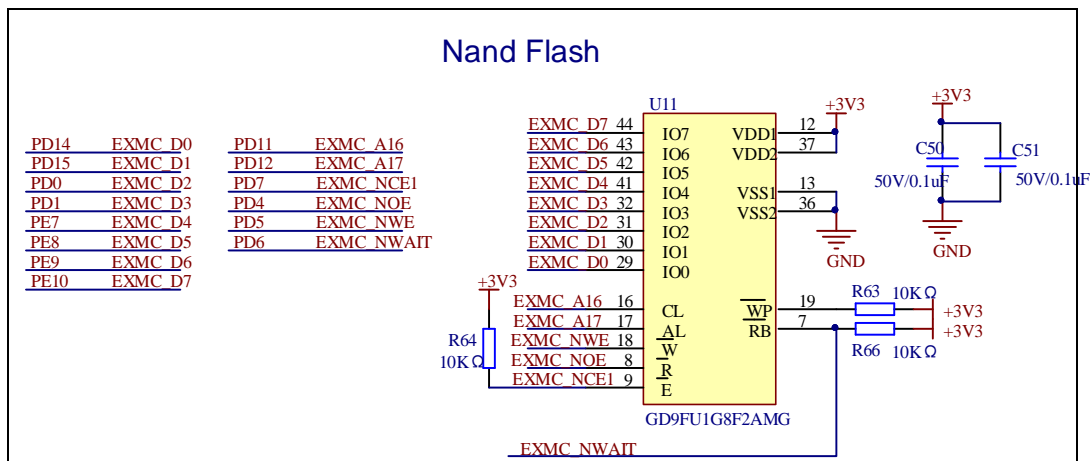 Nand Flash
PD14 EXMC_D0
PD15 EXMC_D1
PD0 EXMC_D2
PD1 EXMC_D3
PE7 EXMC_D4
PE8 EXMC_D5
PE9 EXMC_D6
PE10 EXMC_D7
PD11 EXMC_A16
PD12 EXMC_A17
PD7 EXMC_NCE1
PD4 EXMC_NOE
PD5 EXMC_NWE
PD6 EXMC_NWAIT
U11
EXMC_D7 44 IO7
EXMC_D6 43 IO6
EXMC_D5 42 IO5
EXMC_D4 41 IO4
EXMC_D3 32 IO3
EXMC_D2 31 IO2
EXMC_D1 30 IO1
EXMC_D0 29 IO0
EXMC_A16 16 CL
EXMC_A17 17 AL
EXMC_NWE 18 W
EXMC_NOE 8 R
EXMC_NCE1 9 E
+3V3
R64
10KΩ
VDD1 12
VDD2 37
+3V3
VSS1 13
VSS2 36
GND
WP 19
RB 7
R63 10KΩ
+3V3
+3V3
R66 10KΩ
GD9FU1G8F2AMG
EXMC_NWAIT
+3V3
C50
50V/0.1uF
C51
50V/0.1uF
GND